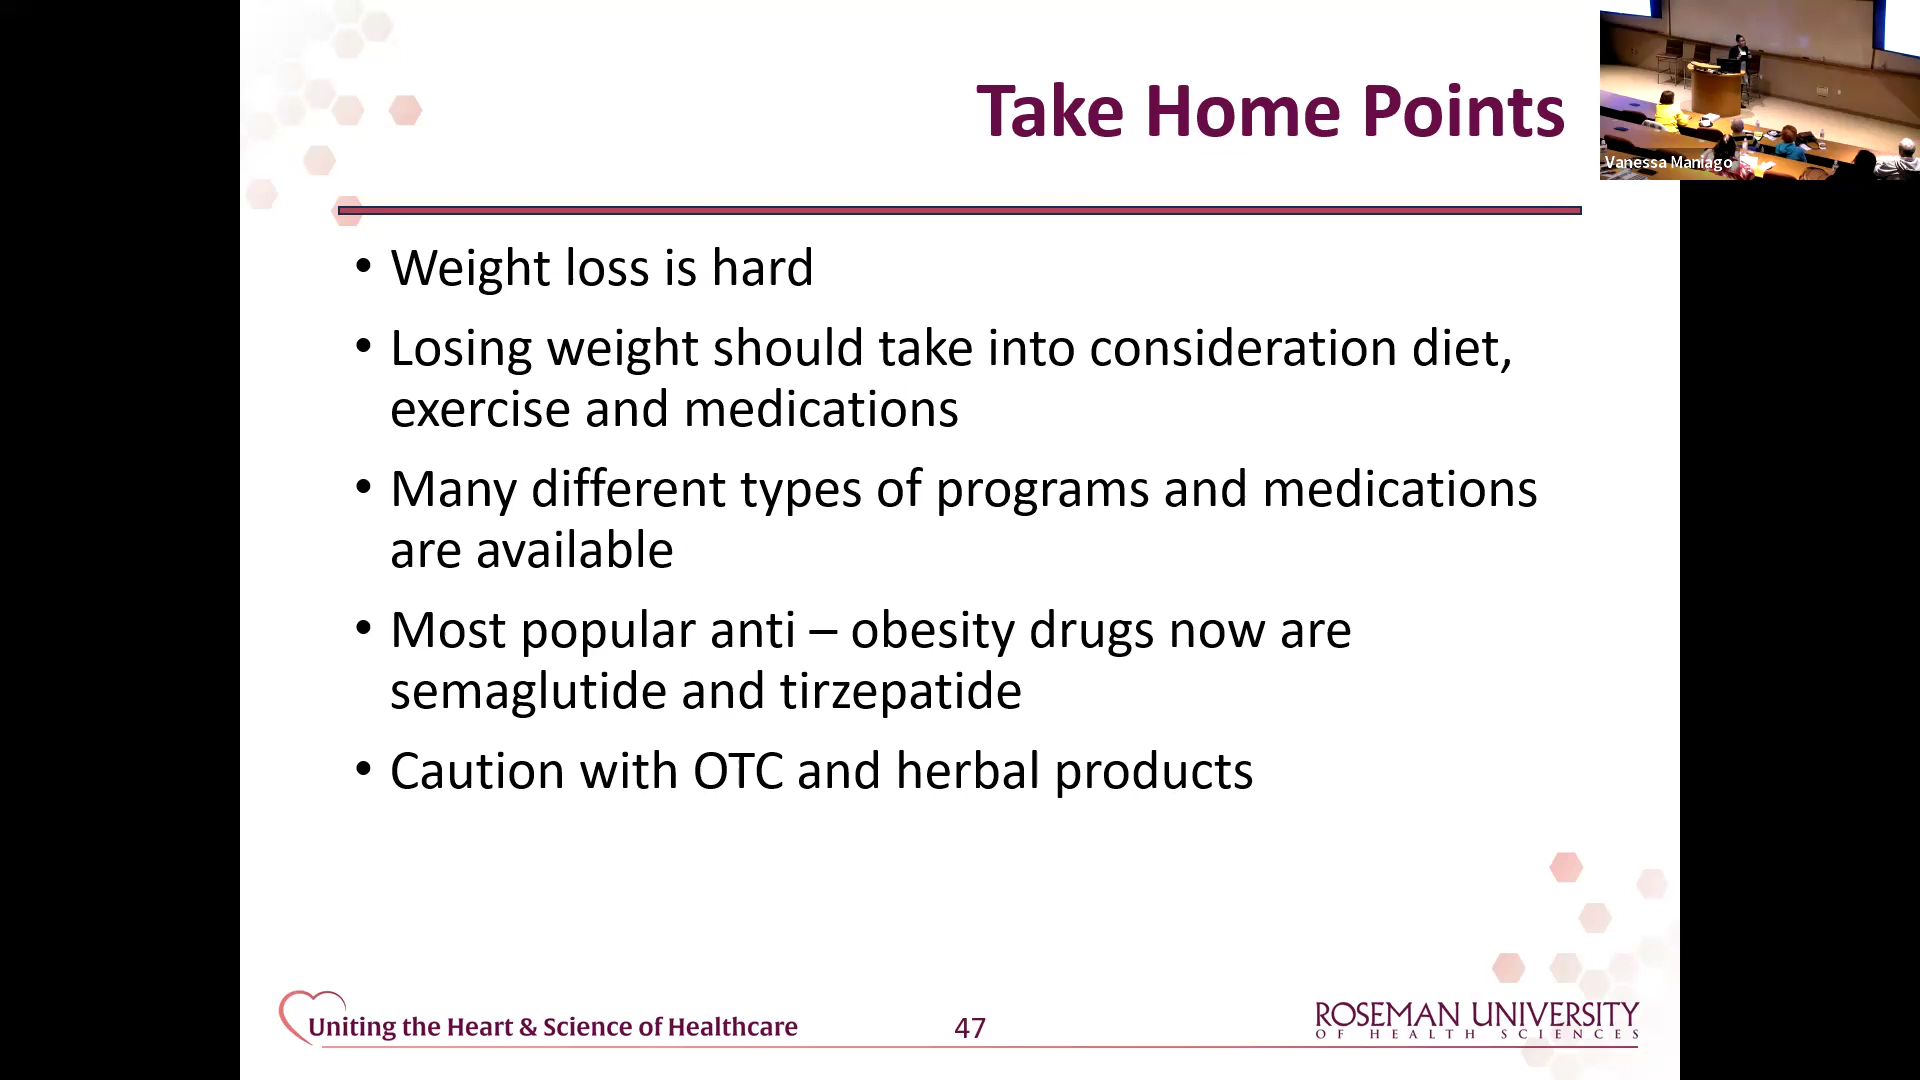 Take Home Points
Vanessa Maniago
• Weight loss is hard
• Losing weight should take into consideration diet,
exercise and medications
• Many different types of programs and medications
are available
• Most popular anti – obesity drugs now are
semaglutide and tirzepatide
• Caution with OTC and herbal products
Uniting the Heart & Science of Healthcare
47
ROSEMAN UNIVERSITY
OF HEALTH SCIENCES